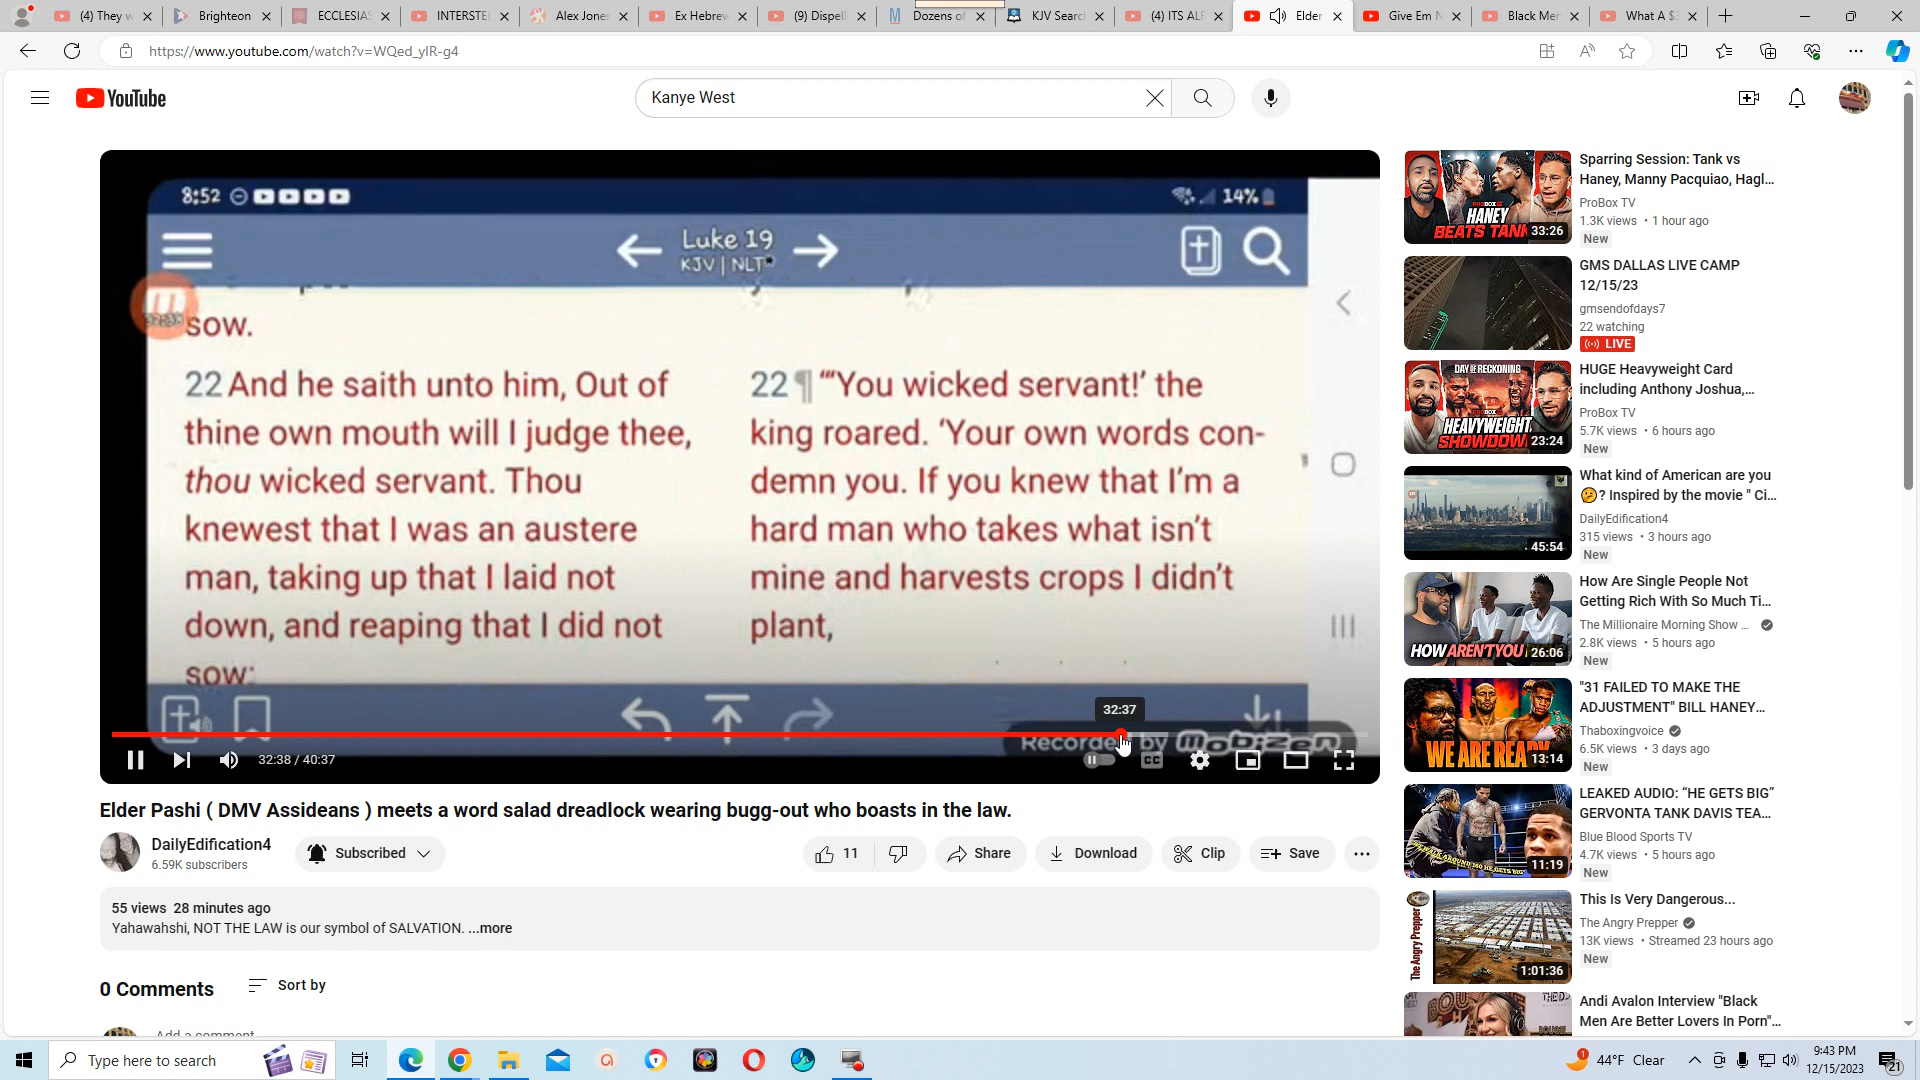 (4) They w
Brighteon
ECCLESIAS
INTERSTEL
Alex Jones
Ex Hebrew
(9) Dispelli
Dozens of
KJV Search
(4) ITS ALR
Elder
Give Em N
Black Men
What A $
https://www.youtube.com/watch?v=WQed_yIR-g4
YouTube
Kanye West
8:52
14%
Luke 19
KJV | NLT*
sow.
22 And he saith unto him, Out of
thine own mouth will I judge thee,
thou wicked servant. Thou
knewest that I was an austere
man, taking up that I laid not
down, and reaping that I did not
sow:
22 ¶ “‘You wicked servant!’ the
king roared. ‘Your own words con-
demn you. If you knew that I’m a
hard man who takes what isn’t
mine and harvests crops I didn’t
plant,
32:37
Recorded by Mobizen
32:38 / 40:37
CC
Elder Pashi ( DMV Assideans ) meets a word salad dreadlock wearing bugg-out who boasts in the law.
DailyEdification4
6.59K subscribers
Subscribed
11
Share
Download
Clip
Save
55 views 28 minutes ago
Yahawahshi, NOT THE LAW is our symbol of SALVATION. ...more
0 Comments
Sort by
Add a comment
HANEY
BEATS TANK
33:26
Sparring Session: Tank vs
Haney, Manny Pacquiao, Hagl...
ProBox TV
1.3K views • 1 hour ago
New
GMS DALLAS LIVE CAMP
12/15/23
gmsendofdays7
22 watching
LIVE
DAY OF RECKONING
HEAVYWEIGHT
SHOWDOWN
23:24
HUGE Heavyweight Card
including Anthony Joshua,...
ProBox TV
5.7K views • 6 hours ago
New
45:54
What kind of American are you
🤔? Inspired by the movie " Ci...
DailyEdification4
315 views • 3 hours ago
New
HOW AREN'T YOU
26:06
How Are Single People Not
Getting Rich With So Much Ti...
The Millionaire Morning Show ...
2.8K views • 5 hours ago
New
WE ARE READY
13:14
"31 FAILED TO MAKE THE
ADJUSTMENT" BILL HANEY...
Thaboxingvoice
6.5K views • 3 days ago
New
11:19
LEAKED AUDIO: “HE GETS BIG”
GERVONTA TANK DAVIS TEA...
Blue Blood Sports TV
4.7K views • 5 hours ago
New
The Angry Prepper
1:01:36
This Is Very Dangerous...
The Angry Prepper
13K views • Streamed 23 hours ago
New
Andi Avalon Interview "Black
Men Are Better Lovers In Porn"...
Type here to search
44°F Clear
9:43 PM
12/15/2023
21